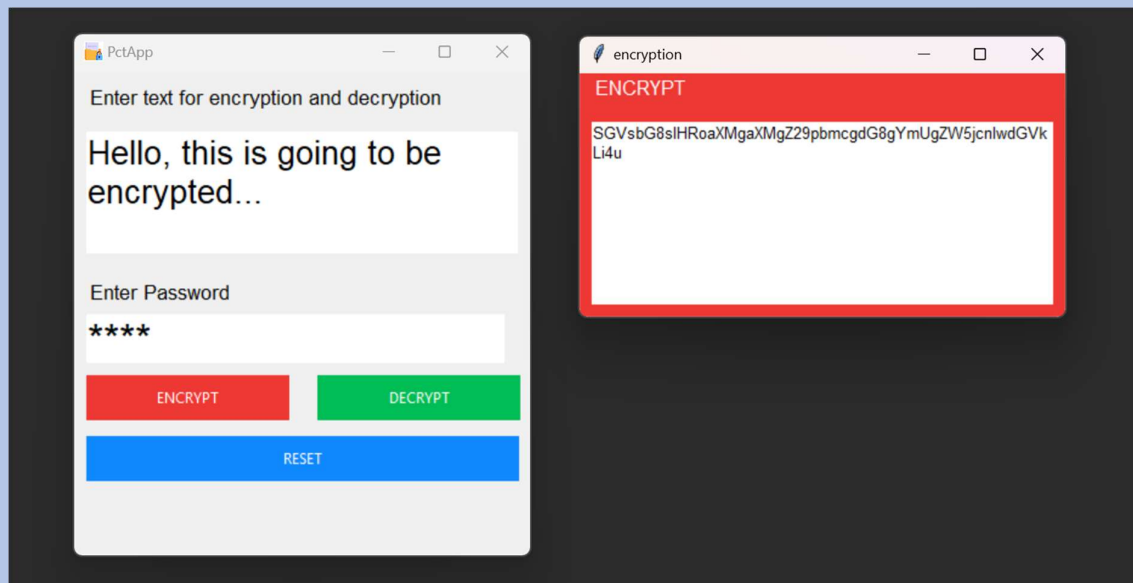 PctApp
Enter text for encryption and decryption
Hello, this is going to be
encrypted...
Enter Password
****
ENCRYPT
DECRYPT
RESET
encryption
ENCRYPT
SGVsbG8sIHRoaXMgaXMgZ29pbmcgdG8gYmUgZW5jcnlwdGVk
Li4u